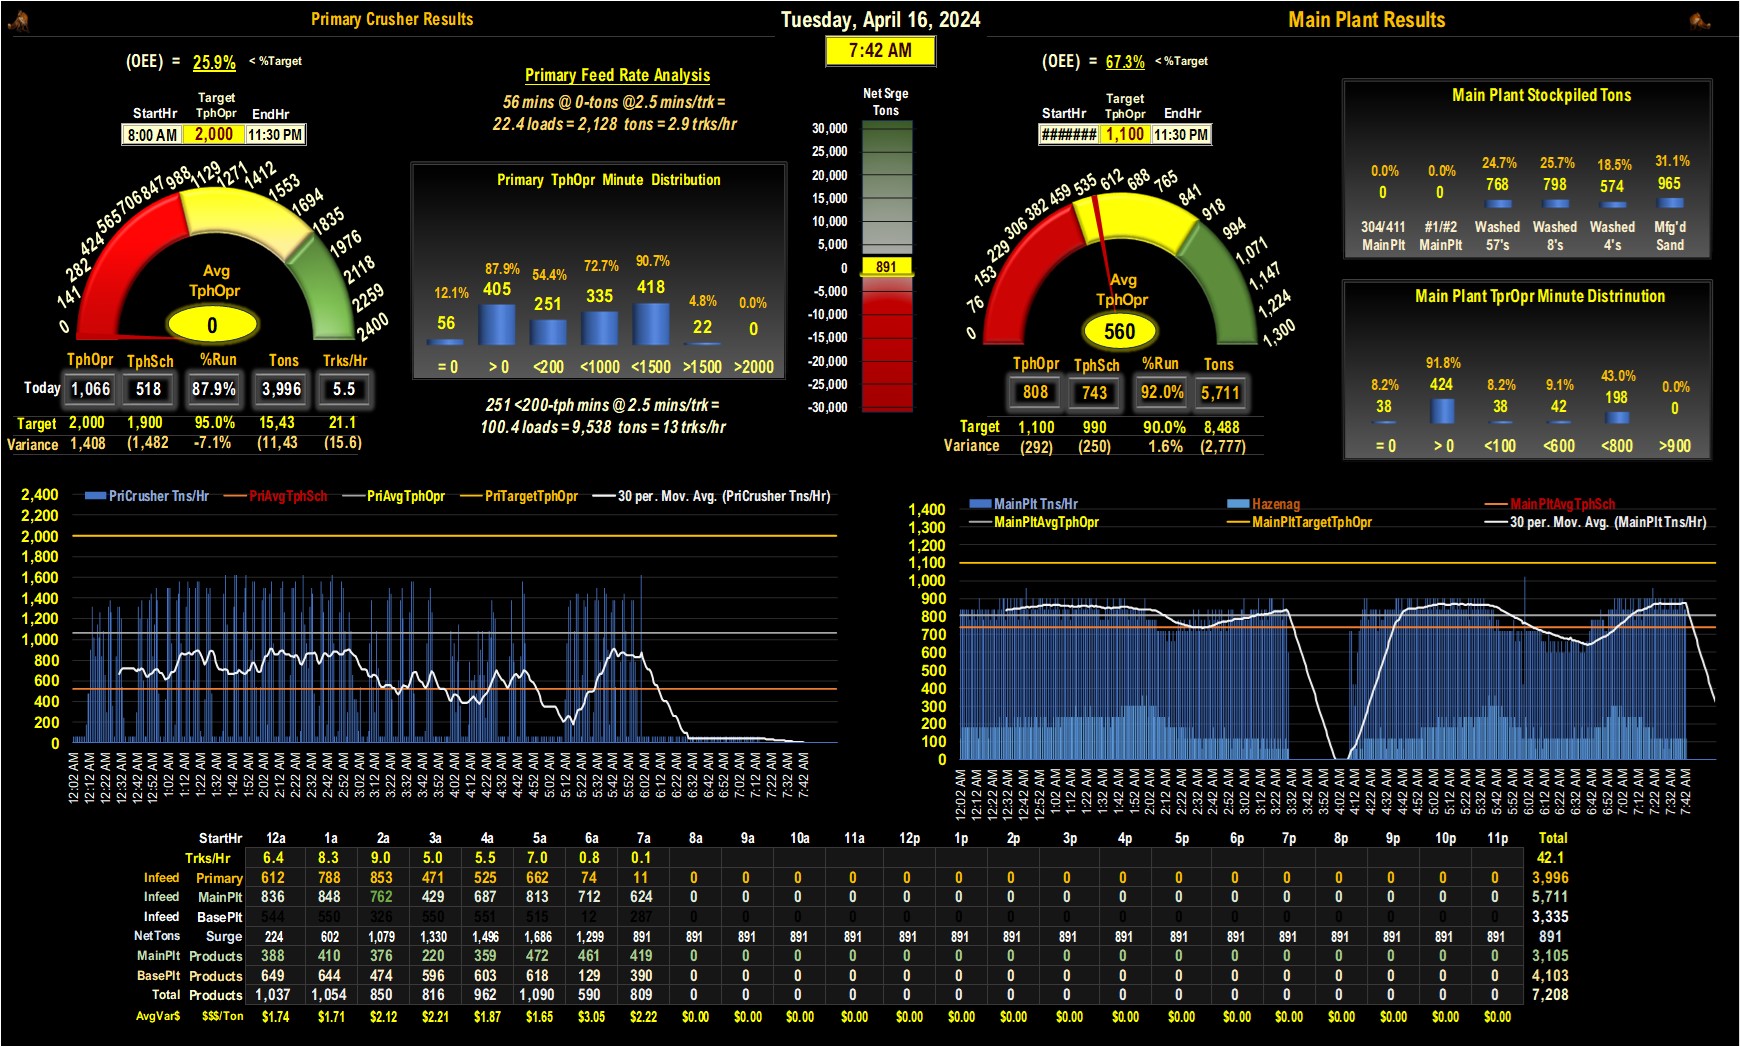 Primary Crusher Results
Tuesday, April 16, 2024
Main Plant Results
7:42 AM
(OEE) = 25.9% < %Target
Target
StartHr TphOpr EndHr
8:00 AM 2,000 11:30 PM
0 141 282 424 565 706 847 988 1129 1271 1412 1553 1694 1835 1976 2118 2259 2400
Avg
TphOpr
0
TphOpr TphSch %Run Tons Trks/Hr
Today 1,066 518 87.9% 3,996 5.5
Target 2,000 1,900 95.0% 15,43 21.1
Variance 1,408 (1,482 -7.1% (11,43 (15.6)
Primary Feed Rate Analysis
56 mins @ 0-tons @2.5 mins/trk =
22.4 loads = 2,128 tons = 2.9 trks/hr
Primary TphOpr Minute Distribution
12.1% 87.9% 54.4% 72.7% 90.7% 4.8% 0.0%
56 405 251 335 418 22 0
= 0 > 0 <200 <1000 <1500 >1500 >2000
251 <200-tph mins @ 2.5 mins/trk =
100.4 loads = 9,538 tons = 13 trks/hr
Net Srge
Tons
30,000
25,000
20,000
15,000
10,000
5,000
0
891
-5,000
-10,000
-15,000
-20,000
-25,000
-30,000
(OEE) = 67.3% < %Target
Target
StartHr TphOpr EndHr
####### 1,100 11:30 PM
0 76 153 229 306 382 459 535 612 688 765 841 918 994 1,071 1,147 1,224 1,300
Avg
TphOpr
560
TphOpr TphSch %Run Tons
808 743 92.0% 5,711
Target 1,100 990 90.0% 8,488
Variance (292) (250) 1.6% (2,777)
Main Plant Stockpiled Tons
0.0% 0.0% 24.7% 25.7% 18.5% 31.1%
0 0 768 798 574 965
304/411 #1/#2 Washed Washed Washed Mfg'd
MainPlt MainPlt 57's 8's 4's Sand
Main Plant TprOpr Minute Distrinution
8.2% 91.8% 8.2% 9.1% 43.0% 0.0%
38 424 38 42 198 0
= 0 > 0 <100 <600 <800 >900
PriCrusher Tns/Hr PriAvgTphSch PriAvgTphOpr PriTargetTphOpr 30 per. Mov. Avg. (PriCrusher Tns/Hr)
2,400
2,200
2,000
1,800
1,600
1,400
1,200
1,000
800
600
400
200
0
12:02 AM 12:12 AM 12:22 AM 12:32 AM 12:42 AM 12:52 AM 1:02 AM 1:12 AM 1:22 AM 1:32 AM 1:42 AM 1:52 AM 2:02 AM 2:12 AM 2:22 AM 2:32 AM 2:42 AM 2:52 AM 3:02 AM 3:12 AM 3:22 AM 3:32 AM 3:42 AM 3:52 AM 4:02 AM 4:12 AM 4:22 AM 4:32 AM 4:42 AM 4:52 AM 5:02 AM 5:12 AM 5:22 AM 5:32 AM 5:42 AM 5:52 AM 6:02 AM 6:12 AM 6:22 AM 6:32 AM 6:42 AM 6:52 AM 7:02 AM 7:12 AM 7:22 AM 7:32 AM 7:42 AM
MainPlt Tns/Hr Hazenag MainPltAvgTphSch
MainPltAvgTphOpr MainPltTargetTphOpr 30 per. Mov. Avg. (MainPlt Tns/Hr)
1,400
1,300
1,200
1,100
1,000
900
800
700
600
500
400
300
200
100
0
12:02 AM 12:12 AM 12:22 AM 12:32 AM 12:42 AM 12:52 AM 1:02 AM 1:12 AM 1:22 AM 1:32 AM 1:42 AM 1:52 AM 2:02 AM 2:12 AM 2:22 AM 2:32 AM 2:42 AM 2:52 AM 3:02 AM 3:12 AM 3:22 AM 3:32 AM 3:42 AM 3:52 AM 4:02 AM 4:12 AM 4:22 AM 4:32 AM 4:42 AM 4:52 AM 5:02 AM 5:12 AM 5:22 AM 5:32 AM 5:42 AM 5:52 AM 6:02 AM 6:12 AM 6:22 AM 6:32 AM 6:42 AM 6:52 AM 7:02 AM 7:12 AM 7:22 AM 7:32 AM 7:42 AM
StartHr 12a 1a 2a 3a 4a 5a 6a 7a 8a 9a 10a 11a 12p 1p 2p 3p 4p 5p 6p 7p 8p 9p 10p 11p Total
Trks/Hr 6.4 8.3 9.0 5.0 5.5 7.0 0.8 0.1 42.1
Infeed Primary 612 788 853 471 525 662 74 11 0 0 0 0 0 0 0 0 0 0 0 0 0 0 0 0 3,996
Infeed MainPlt 836 848 762 429 687 813 712 624 0 0 0 0 0 0 0 0 0 0 0 0 0 0 0 0 5,711
Infeed BasePlt 544 550 326 550 551 515 12 287 0 0 0 0 0 0 0 0 0 0 0 0 0 0 0 0 3,335
NetTons Surge 224 602 1,079 1,330 1,496 1,686 1,299 891 891 891 891 891 891 891 891 891 891 891 891 891 891 891 891 891 891
MainPlt Products 388 410 376 220 359 472 461 419 0 0 0 0 0 0 0 0 0 0 0 0 0 0 0 0 3,105
BasePlt Products 649 644 474 596 603 618 129 390 0 0 0 0 0 0 0 0 0 0 0 0 0 0 0 0 4,103
Total Products 1,037 1,054 850 816 962 1,090 590 809 0 0 0 0 0 0 0 0 0 0 0 0 0 0 0 0 7,208
AvgVar$ $$$/Ton $1.74 $1.71 $2.12 $2.21 $1.87 $1.65 $3.05 $2.22 $0.00 $0.00 $0.00 $0.00 $0.00 $0.00 $0.00 $0.00 $0.00 $0.00 $0.00 $0.00 $0.00 $0.00 $0.00 $0.00